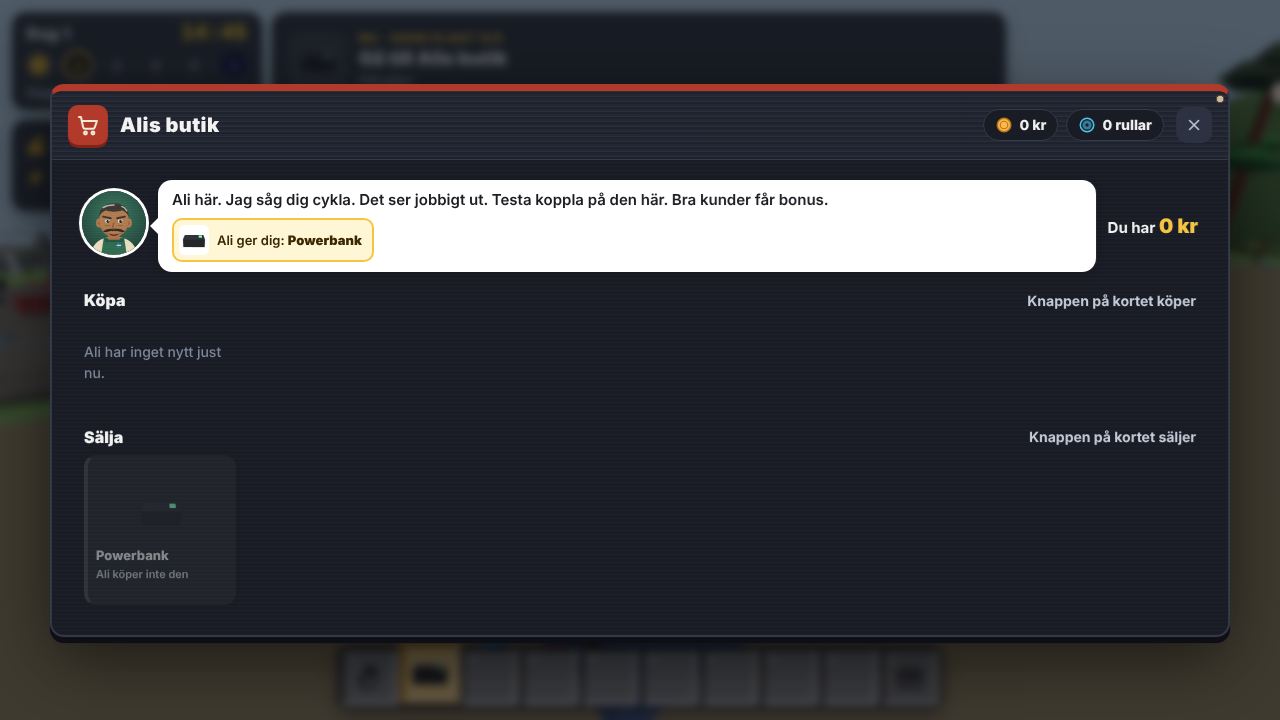 Alis butik
0 kr
0 rullar
Ali här. Jag såg dig cykla. Det ser jobbigt ut. Testa koppla på den här. Bra kunder får bonus.
Ali ger dig: Powerbank
Du har 0 kr
Köpa
Knappen på kortet köper
Ali har inget nytt just
nu.
Sälja
Knappen på kortet säljer
Powerbank
Ali köper inte den